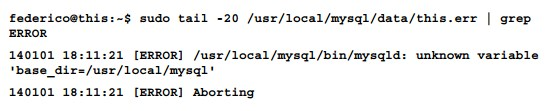 federico@this:~$ sudo tail -20 /usr/local/mysql/data/this.err | grep
ERROR
140101 18:11:21 [ERROR] /usr/local/mysql/bin/mysqld: unknown variable
'base_dir=/usr/local/mysql'
140101 18:11:21 [ERROR] Aborting